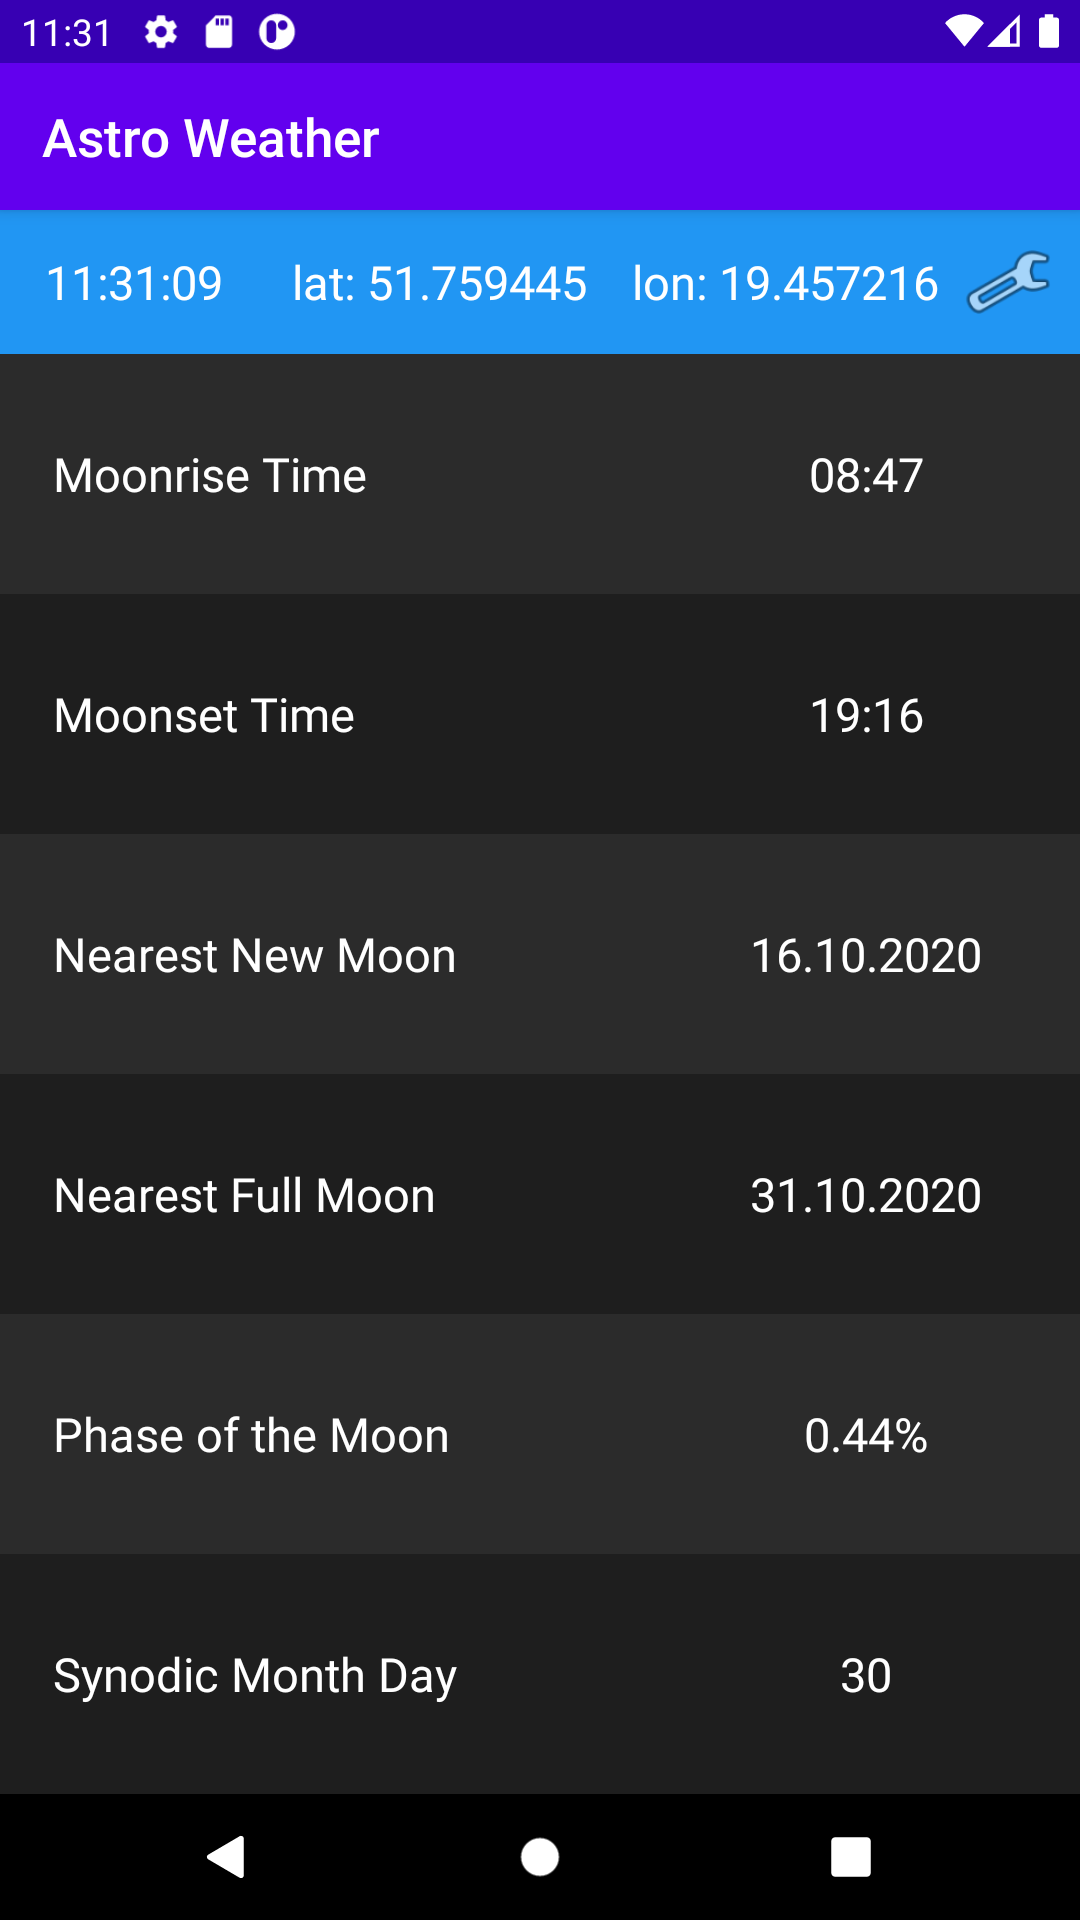 11:31
Astro Weather
11:31:09 lat: 51.759445 lon: 19.457216
Moonrise Time 08:47
Moonset Time 19:16
Nearest New Moon 16.10.2020
Nearest Full Moon 31.10.2020
Phase of the Moon 0.44%
Synodic Month Day 30